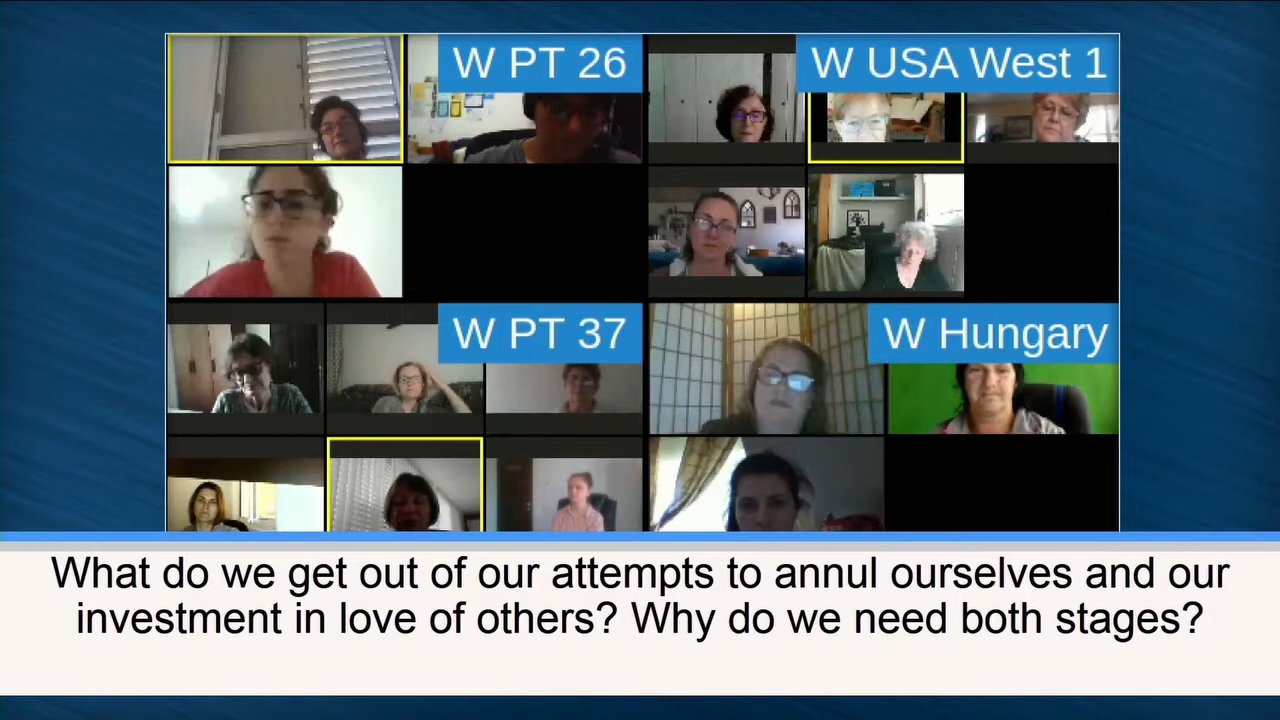 W PT 26
W USA West 1
W PT 37
W Hungary
What do we get out of our attempts to annul ourselves and our
investment in love of others? Why do we need both stages?